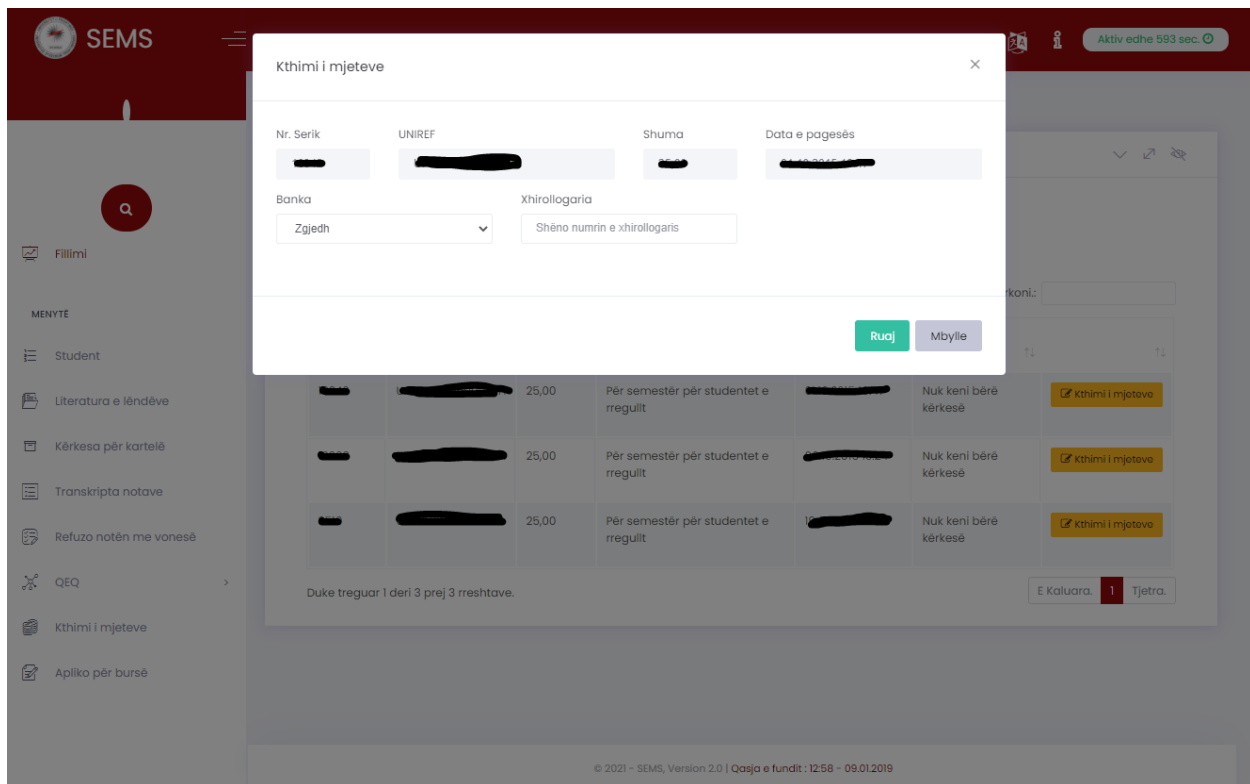 SEMS
Aktiv edhe 593 sec.
Kthimi i mjeteve
Nr. Serik UNIREF Shuma Data e pagesës
Banka Xhirollogaria
Zgjedh Shëno numrin e xhirollogaris
Ruaj Mbylle
Fillimi
MENYTË
Student
Literatura e lëndëve
Kërkesa për kartelë
Transkripta notave
Refuzo notën me vonesë
QEQ
Kthimi i mjeteve
Apliko për bursë
25,00 Për semestër për studentet e rregullt Nuk keni bërë kërkesë Kthimi i mjeteve
25,00 Për semestër për studentet e rregullt Nuk keni bërë kërkesë Kthimi i mjeteve
25,00 Për semestër për studentet e rregullt Nuk keni bërë kërkesë Kthimi i mjeteve
Duke treguar 1 deri 3 prej 3 rreshtave.
E Kaluara. 1 Tjetra.
© 2021 - SEMS, Version 2.0 | Qasja e fundit : 12:58 - 09.01.2019